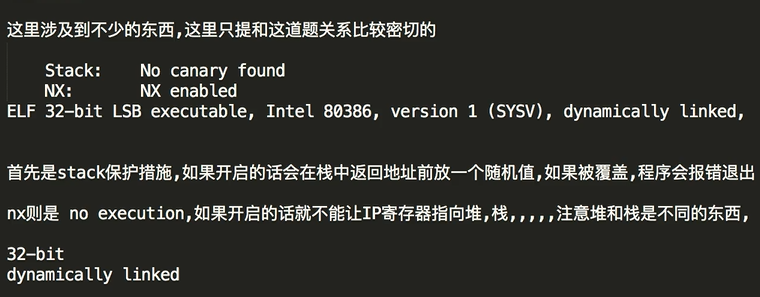 这里涉及到不少的东西,这里只提和这道题关系比较密切的
Stack:    No canary found
NX:       NX enabled
ELF 32-bit LSB executable, Intel 80386, version 1 (SYSV), dynamically linked,
首先是stack保护措施,如果开启的话会在栈中返回地址前放一个随机值,如果被覆盖,程序会报错退出
nx则是 no execution,如果开启的话就不能让IP寄存器指向堆,栈,,,,,注意堆和栈是不同的东西,
32-bit
dynamically linked